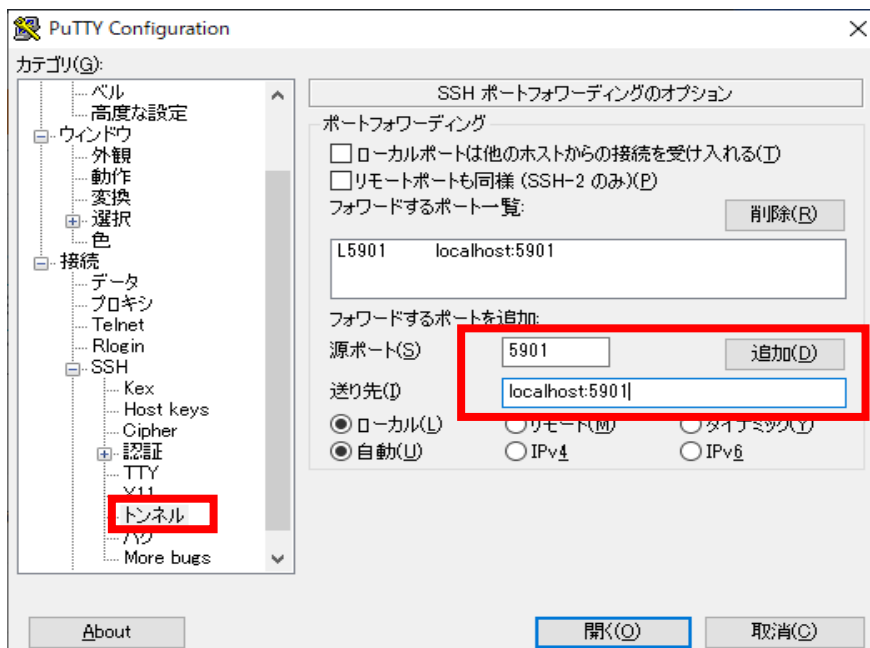 PuTTY Configuration
カテゴリ(G):
ベル
高度な設定
ウィンドウ
外観
動作
変換
選択
色
接続
データ
プロキシ
Telnet
Rlogin
SSH
Kex
Host keys
Cipher
認証
TTY
X11
トンネル
バグ
More bugs
SSH ポートフォワーディングのオプション
ポートフォワーディング
ローカルポートは他のホストからの接続を受け入れる(T)
リモートポートも同様 (SSH-2 のみ)(P)
フォワードするポート一覧:
削除(R)
L5901 localhost:5901
フォワードするポートを追加:
源ポート(S) 5901 追加(D)
送り先(I) localhost:5901
ローカル(L) リモート(M) ダイナミック(Y)
自動(U) IPv4 IPv6
About 開く(O) 取消(C)